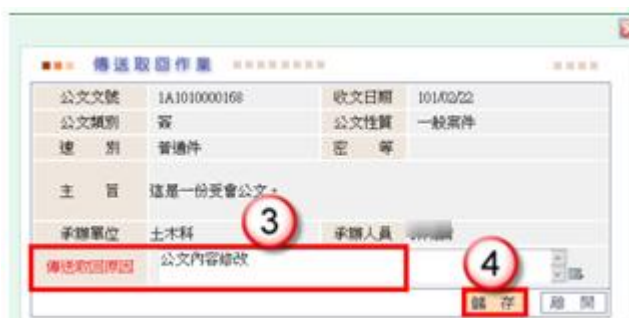 傳送取回作業
公文文號 1A1010000168 收文日期 101/02/22
公文類別 簽 公文性質 一般案件
速 別 普通件 密 等
主 旨 這是一份受會公文。
③
承辦單位 土木科 承辦人員
傳送取回原因 公文內容修改
④
儲 存 離 開